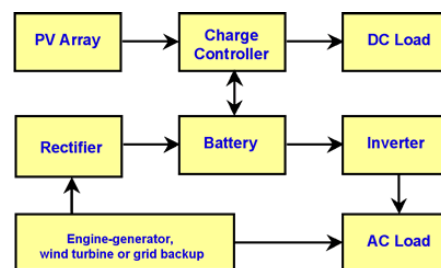 PV Array
Charge
Controller
DC Load
Rectifier
Battery
Inverter
Engine-generator,
wind turbine or grid backup
AC Load